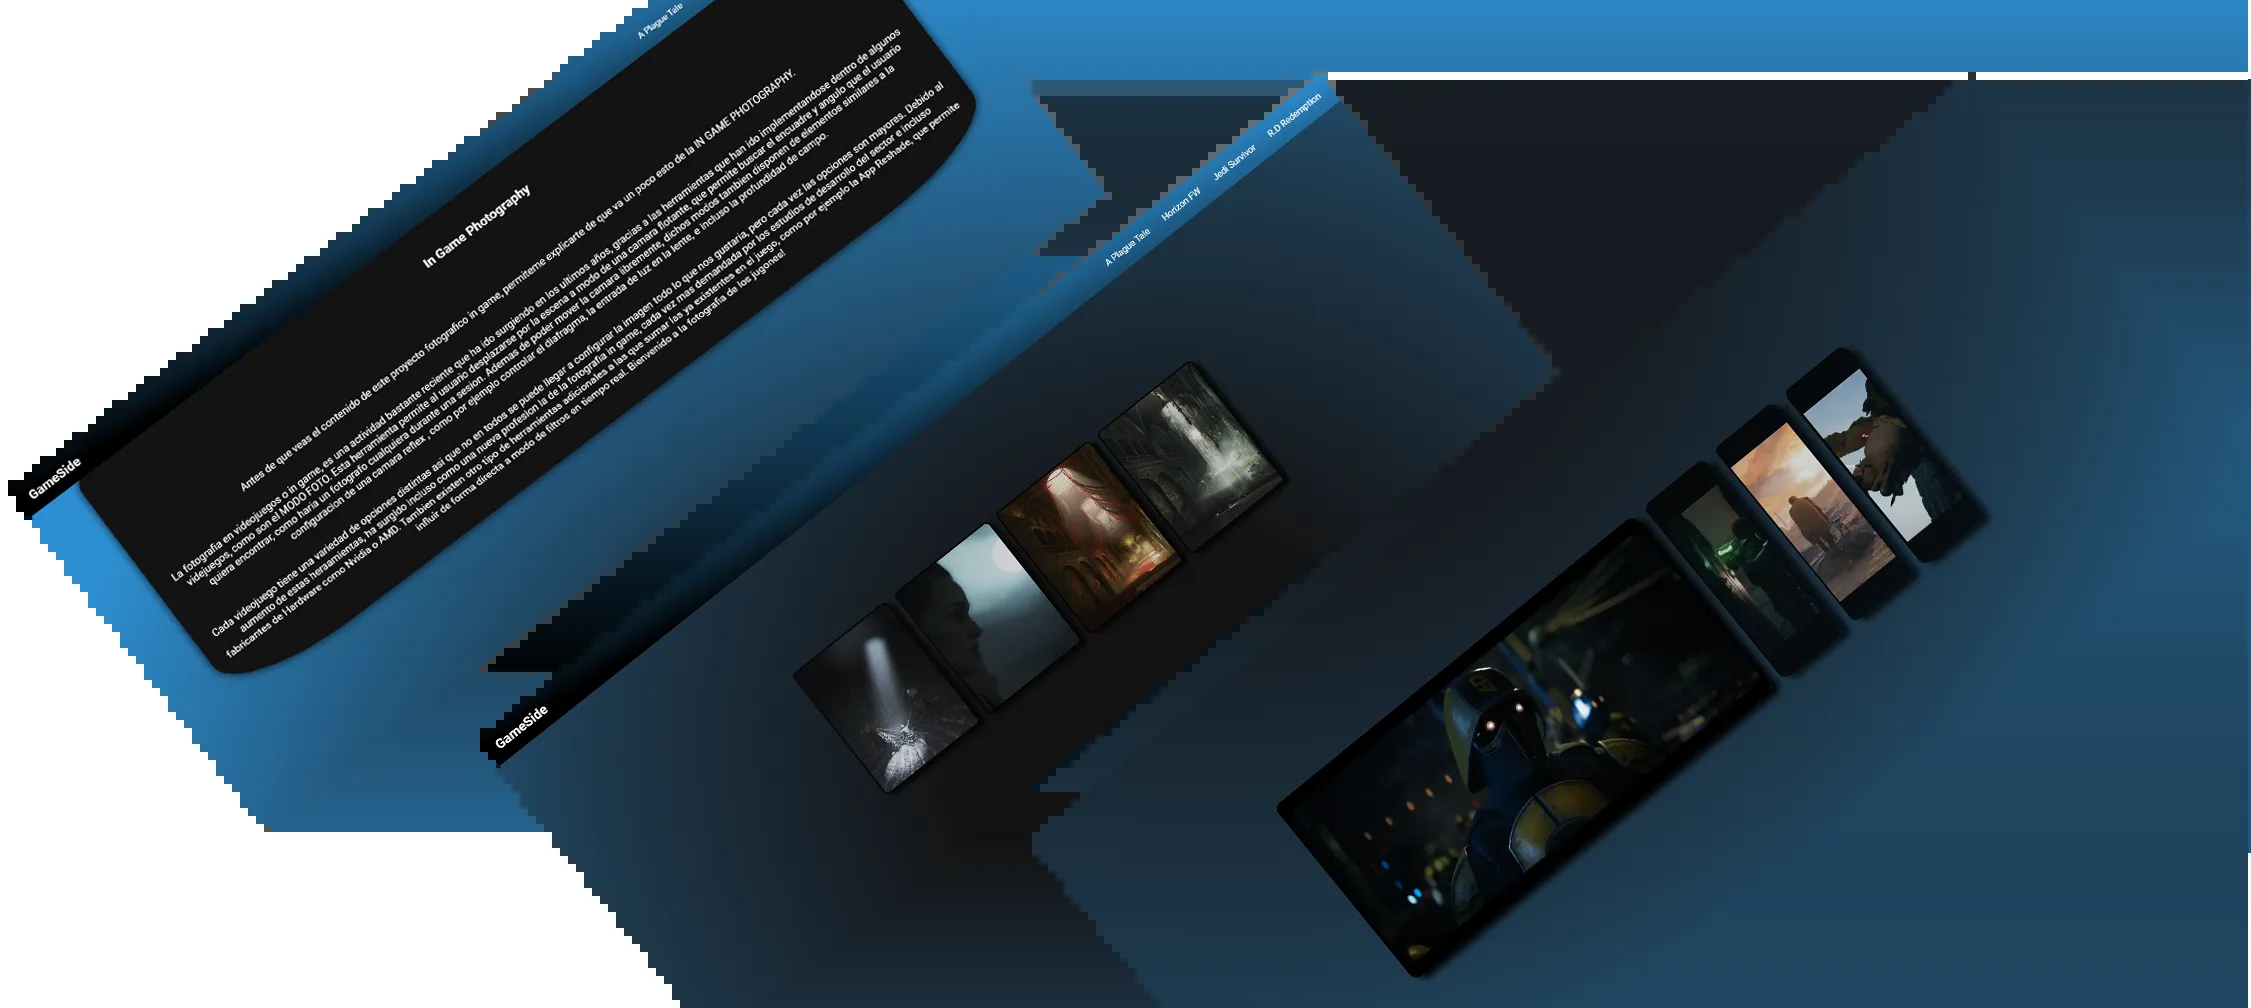 A Plague Tale
GameSide
In Game Photography
Antes de que veas el contenido de este proyecto fotografico in game, permiteme explicarte de que va un poco esto de la IN GAME PHOTOGRAPHY.
La fotografia en videojuegos o in game, es una actividad bastante reciente que ha ido surgiendo en los ultimos años, gracias a las herramientas que han ido implementandose dentro de algunos
videjuegos, como son el MODO FOTO. Esta herramienta permite al usuario desplazarse por la escena a modo de una camara flotante, que permite buscar el encuadre y angulo que el usuario
quiera encontrar, como haria un fotografo cualquiera durante una sesion. Ademas de poder mover la camara libremente, dichos modos tambien disponen de elementos similares a la
configuracion de una camara reflex , como por ejemplo controlar el diafragma, la entrada de luz en la lente, e incluso la profundidad de campo.
Cada videojuego tiene una variedad de opciones distintas asi que no en todos se puede llegar a configurar la imagen todo lo que nos gustaria, pero cada vez las opciones son mayores. Debido al
aumento de estas heramientas, ha surgido incluso como una nueva profesion la de la fotografia in game, cada vez mas demandada por los estudios de desarrollo del sector e incluso
fabricantes de Hardware como Nvidia o AMD. Tambien existen otro tipo de herramientas adicionales a las que sumar las ya existentes en el juego, como por ejemplo la App Reshade, que permite
influir de forma directa a modo de filtros en tiempo real. Bienvenido a la fotografia de los jugones!
GameSide
A Plague Tale
Horizon FW
Jedi Survivor
R.D Redemption